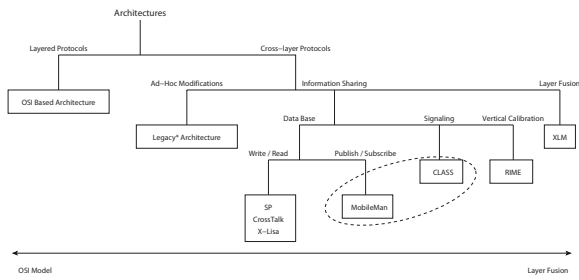 Architectures
Layered Protocols
Cross-layer Protocols
OSI Based Architecture
Ad-Hoc Modifications
Information Sharing
Layer Fusion
Legacy* Architecture
Data Base
Signaling
Vertical Calibration
XLM
Write / Read
Publish / Subscribe
CLASS
RIME
SP
CrossTalk
X-Lisa
MobileMan
OSI Model
Layer Fusion